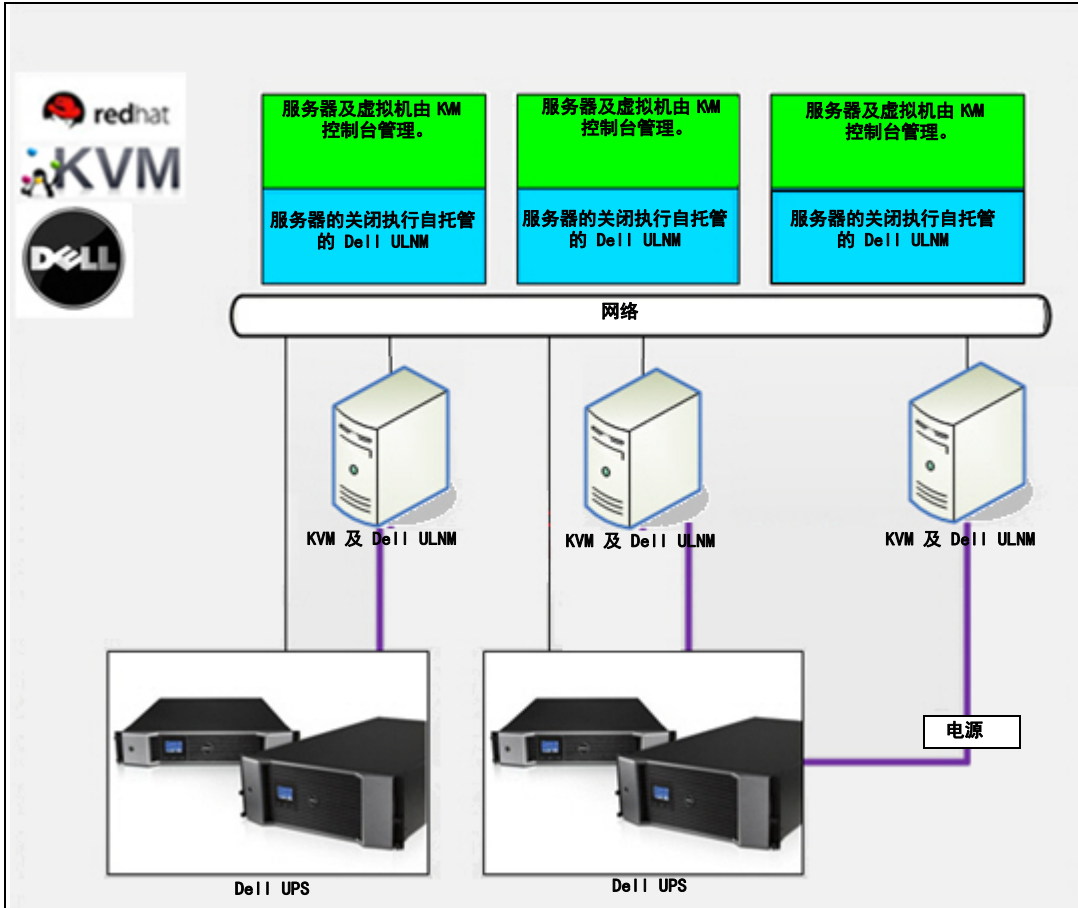 redhat
KVM
DELL
服务器及虚拟机由 KVM
控制台管理。
服务器的关闭执行自托管
的 Dell ULNM
服务器及虚拟机由 KVM
控制台管理。
服务器的关闭执行自托管
的 Dell ULNM
服务器及虚拟机由 KVM
控制台管理。
服务器的关闭执行自托管
的 Dell ULNM
网络
KVM 及 Dell ULNM
KVM 及 Dell ULNM
KVM 及 Dell ULNM
电源
Dell UPS
Dell UPS